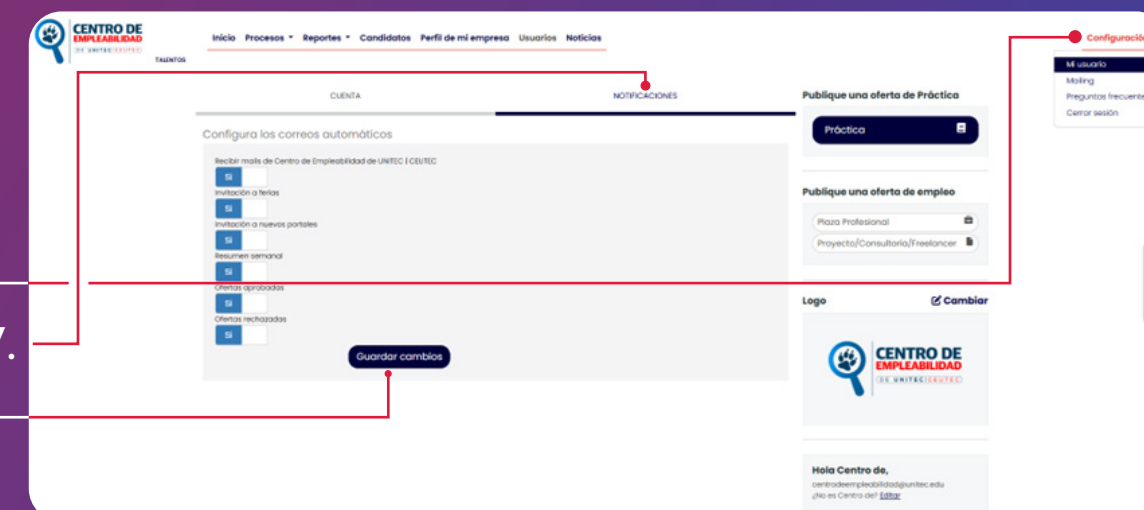 CENTRO DE
EMPLEABILIDAD
DE UNITEC|CEUTEC
TALENTOS
Inicio Procesos Reportes Candidatos Perfil de mi empresa Usuarios Noticias
Configuració
Mi usuario
Mailing
Preguntas frecuente
Cerrar sesión
CUENTA
NOTIFICACIONES
Configura los correos automáticos
Recibir mails de Centro de Empleabilidad de UNITEC | CEUTEC
Si
Invitación a ferias
Si
Invitación a nuevos portales
Si
Resumen semanal
Si
Ofertas aprobadas
Si
Ofertas rechazadas
Si
Guardar cambios
Publique una oferta de Práctica
Práctica
Publique una oferta de empleo
Plaza Profesional
Proyecto/Consultoría/Freelancer
Logo Cambiar
CENTRO DE
EMPLEABILIDAD
DE UNITEC|CEUTEC
Hola Centro de,
centrodeempleabilidad@unitec.edu
¿No es Centro de? Editar